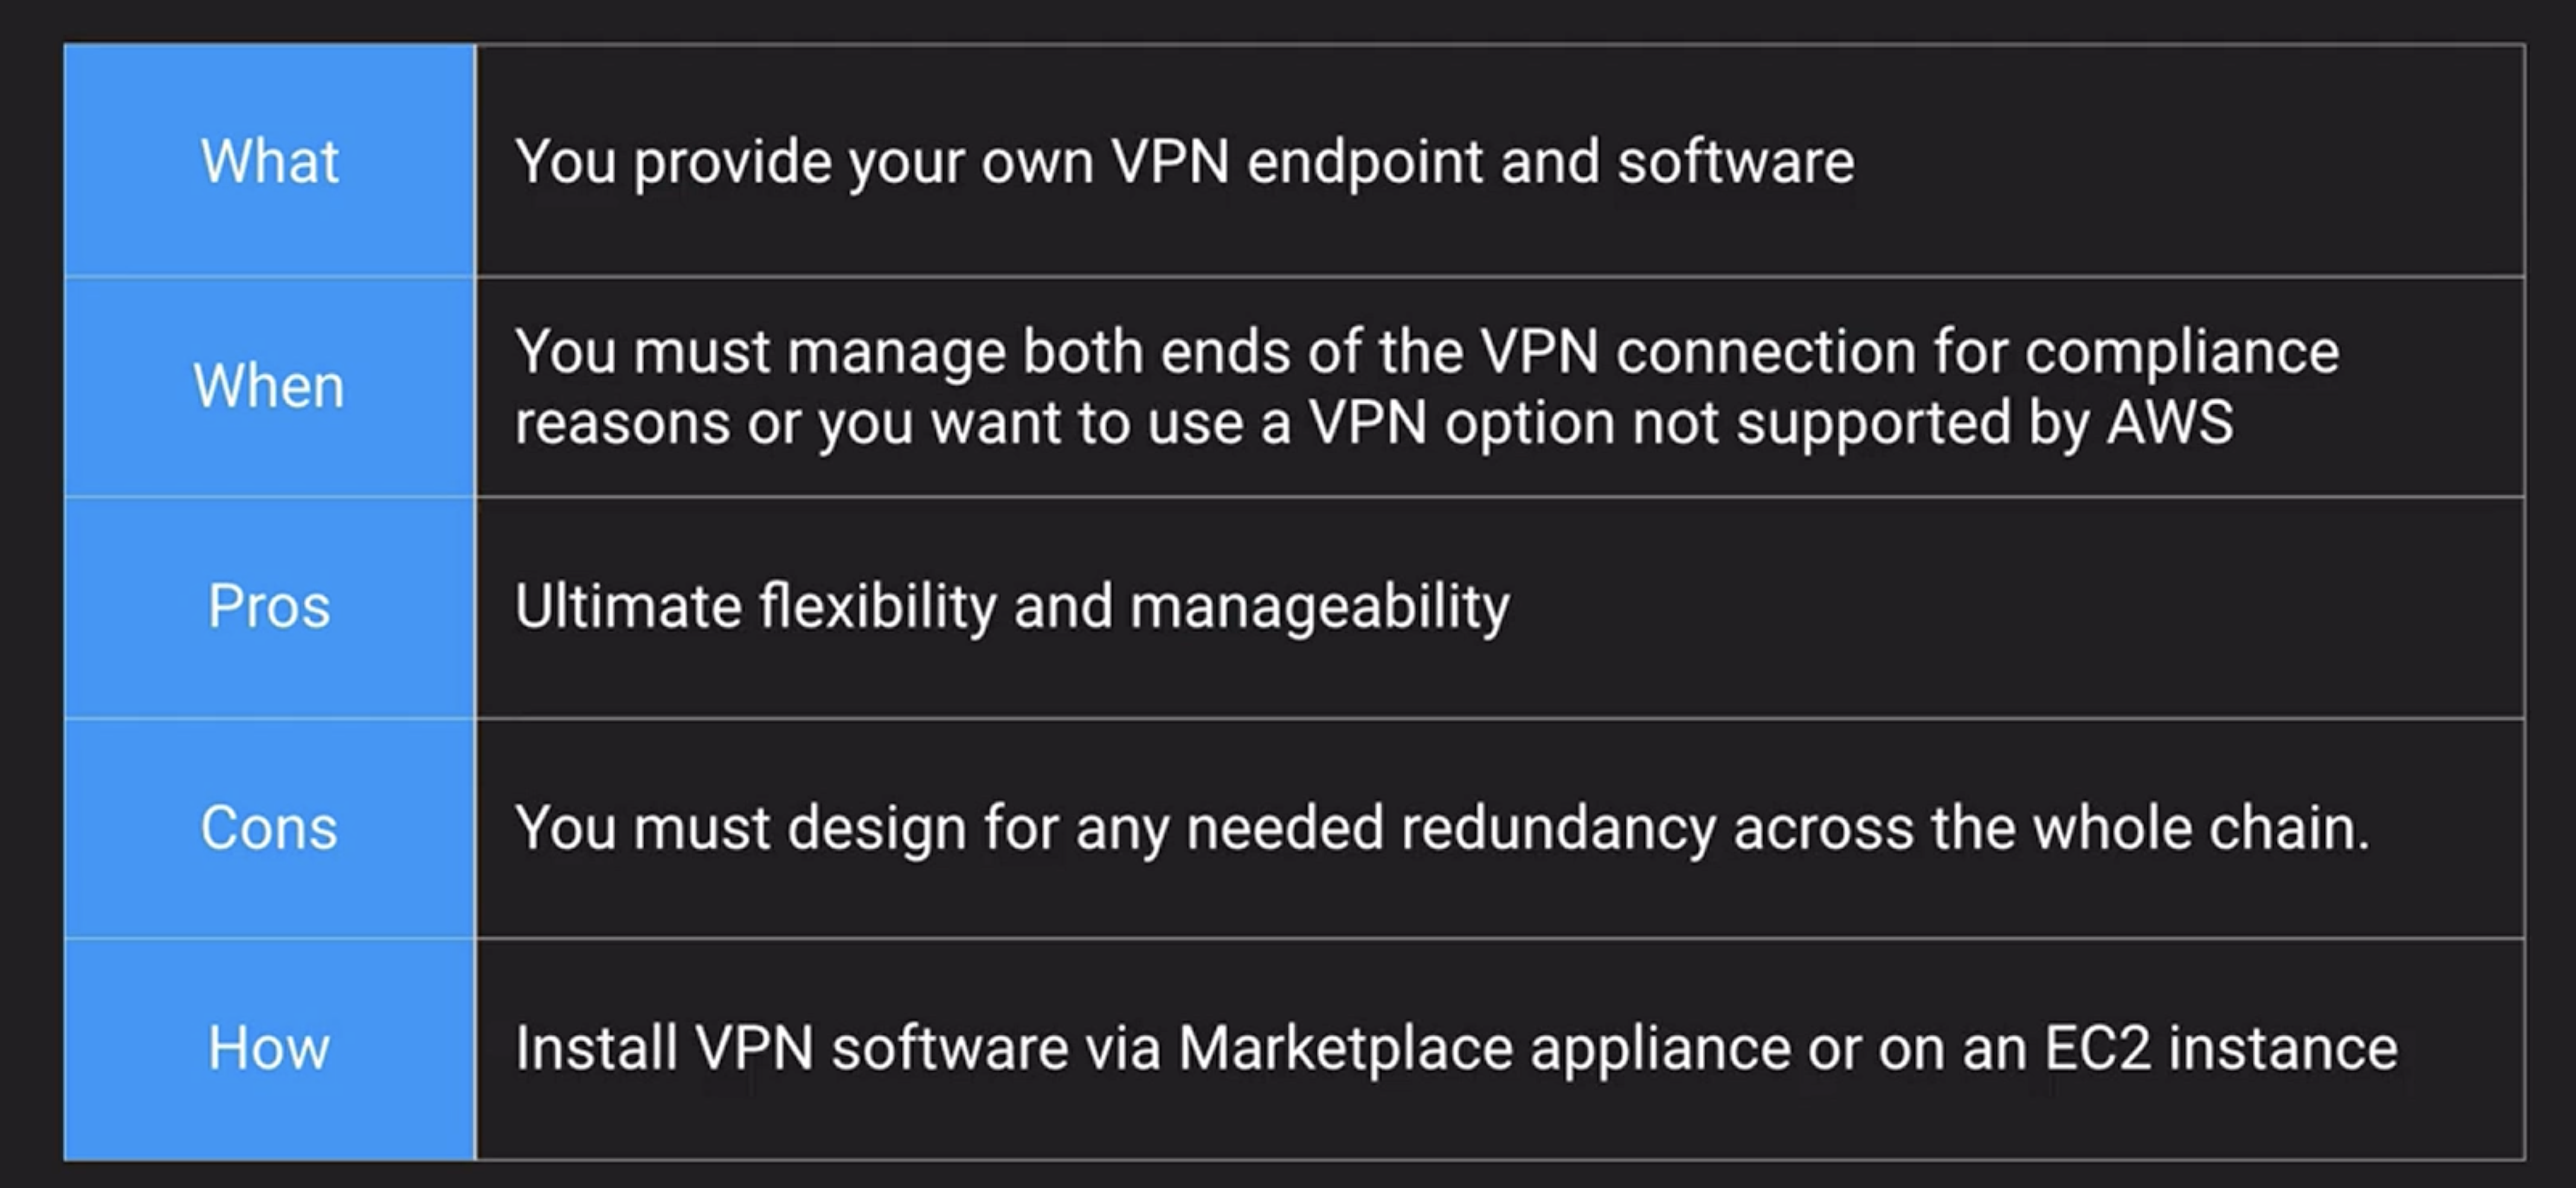 What
You provide your own VPN endpoint and software
When
You must manage both ends of the VPN connection for compliance
reasons or you want to use a VPN option not supported by AWS
Pros
Ultimate flexibility and manageability
Cons
You must design for any needed redundancy across the whole chain.
How
Install VPN software via Marketplace appliance or on an EC2 instance